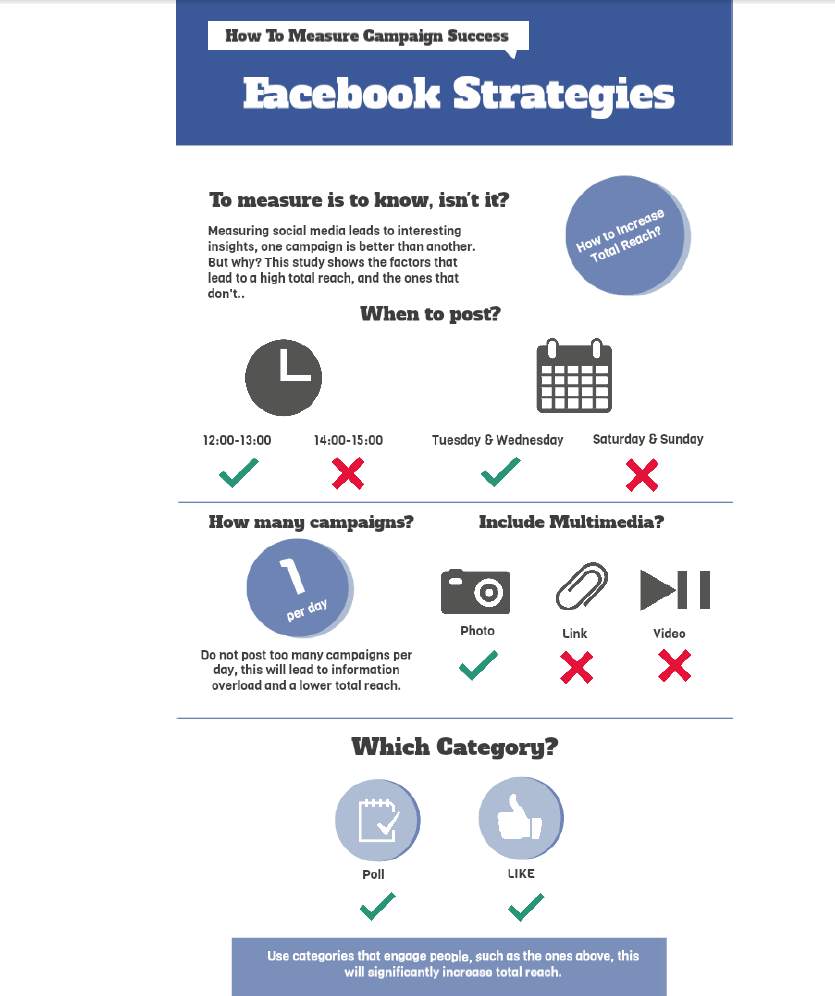 How To Measure Campaign Success
Facebook Strategies
To measure is to know, isn't it?
Measuring social media leads to interesting
insights, one campaign is better than another.
But why? This study shows the factors that
lead to a high total reach, and the ones that
don't..
How to Increase
Total Reach?
When to post?
12:00-13:00
14:00-15:00
Tuesday & Wednesday
Saturday & Sunday
How many campaigns?
1
per day
Do not post too many campaigns per
day, this will lead to information
overload and a lower total reach.
Include Multimedia?
Photo
Link
Video
Which Category?
Poll
LIKE
Use categories that engage people, such as the ones above, this
will significantly increase total reach.